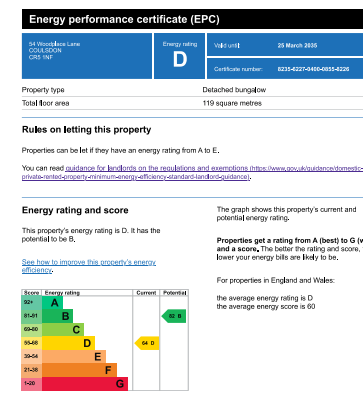 Energy performance certificate (EPC)
54 Woodplace Lane
COULSDON
CR5 1NF
Energy rating
D
Valid until: 25 March 2035
Certificate number: 8235-6227-0400-0855-8226
Property type Detached bungalow
Total floor area 119 square metres
Rules on letting this property
Properties can be let if they have an energy rating from A to E.
You can read guidance for landlords on the regulations and exemptions (https://www.gov.uk/guidance/domestic-
private-rented-property-minimum-energy-efficiency-standard-landlord-guidance).
Energy rating and score
This property's energy rating is D. It has the
potential to be B.
See how to improve this property's energy
efficiency.
Score Energy rating Current Potential
92+ A
81-91 B 82 B
69-80 C
55-68 D 64 D
39-54 E
21-38 F
1-20 G
The graph shows this property's current and
potential energy rating.
Properties get a rating from A (best) to G (w
and a score. The better the rating and score,
lower your energy bills are likely to be.
For properties in England and Wales:
the average energy rating is D
the average energy score is 60